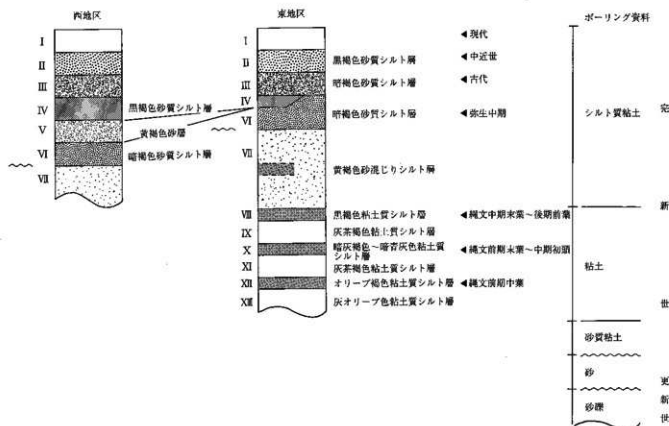 西地区
I
II
III
IV
V
VI
VII
黒褐色砂質シルト層
黄褐色砂層
暗褐色砂質シルト層
東地区
I
II
III
IV
VI
VII
VIII
IX
X
XI
XII
XIII
黒褐色砂質シルト層
暗褐色砂質シルト層
暗褐色砂質シルト層
黄褐色砂混じりシルト層
黒褐色粘土質シルト層
灰茶褐色粘土質シルト層
暗灰褐色~暗青灰色粘土質
シルト層
灰茶褐色粘土質シルト層
オリーブ褐色粘土質シルト層
灰オリーブ色粘土質シルト層
◀現代
◀中近世
◀古代
◀弥生中期
◀縄文中期末葉~後期前葉
◀縄文前期末葉~中期初頭
◀縄文前期中葉
ボーリング資料
シルト質粘土
粘土
砂質粘土
砂
砂礫
完
新
世
更
新
世